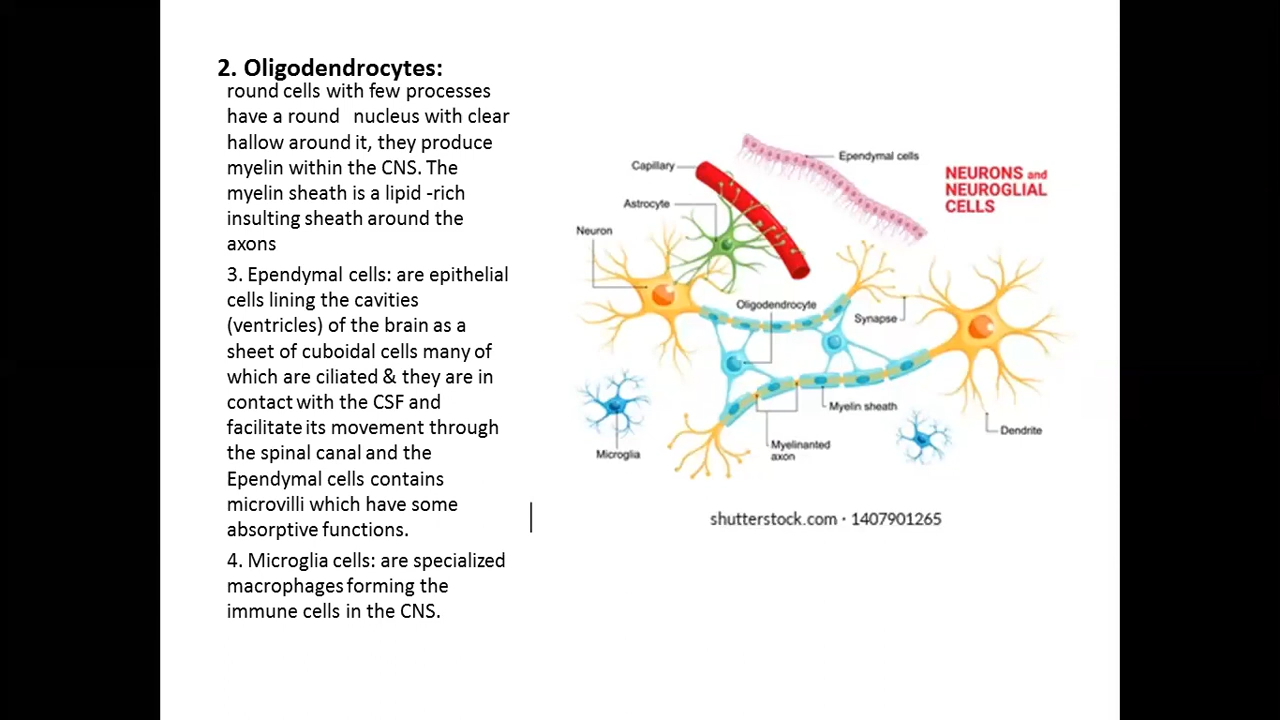 2. Oligodendrocytes:
round cells with few processes
have a round nucleus with clear
hallow around it, they produce
myelin within the CNS. The
myelin sheath is a lipid -rich
insulting sheath around the
axons
3. Ependymal cells: are epithelial
cells lining the cavities
(ventricles) of the brain as a
sheet of cuboidal cells many of
which are ciliated & they are in
contact with the CSF and
facilitate its movement through
the spinal canal and the
Ependymal cells contains
microvilli which have some
absorptive functions.
4. Microglia cells: are specialized
macrophages forming the
immune cells in the CNS.
Ependymal cells
Capillary
NEURONS and
NEUROGLIAL
CELLS
Astrocyte
Neuron
Oligodendrocyte
Synapse
Myelin sheath
Dendrite
Myelinanted
axon
Microglia
shutterstock.com · 1407901265